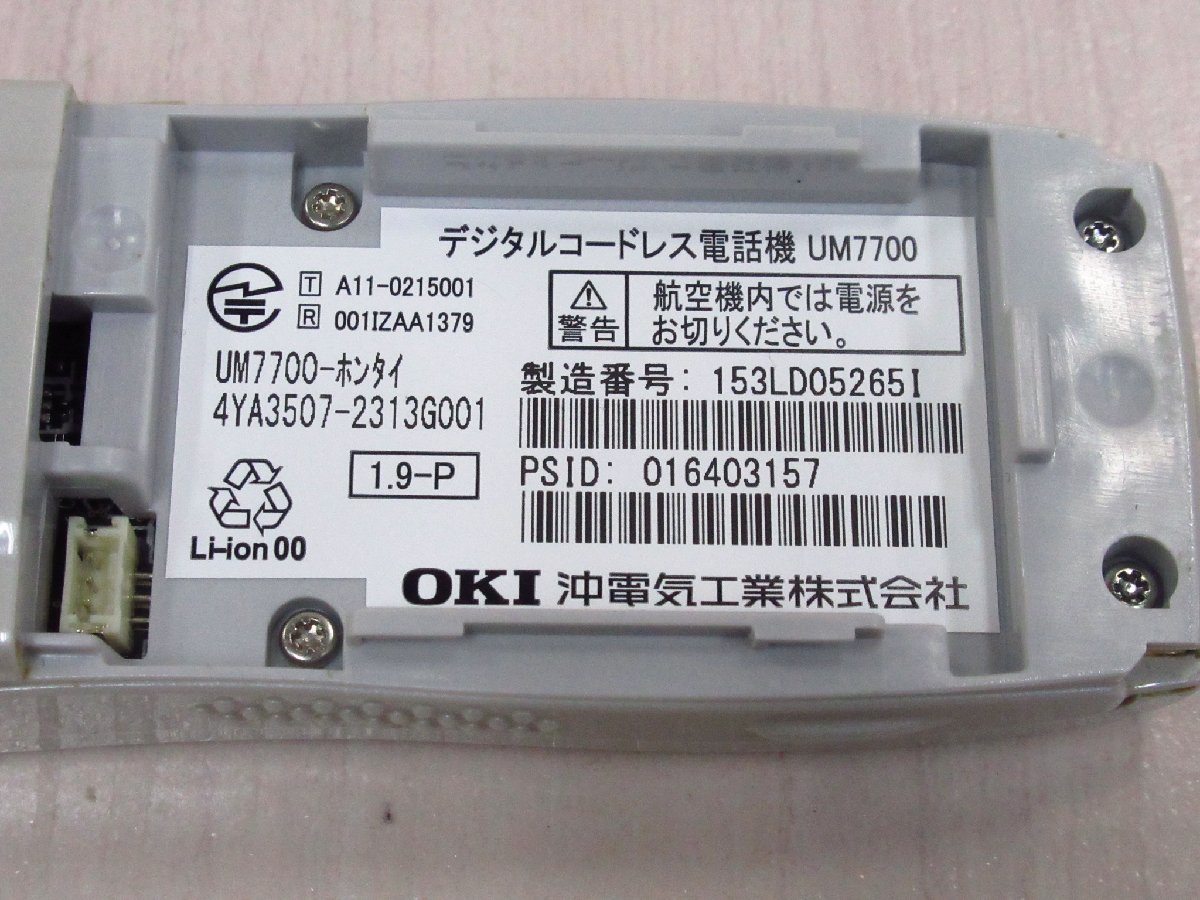 デジタルコードレス電話機 UM7700
T A11-0215001
R 001IZAA1379
警告
航空機内では電源を
お切りください。
UM7700-ホンタイ
4YA3507-2313G001
製造番号: 153LD05265I
1.9-P
PSID: 016403157
Li-ion 00
OKI 沖電気工業株式会社